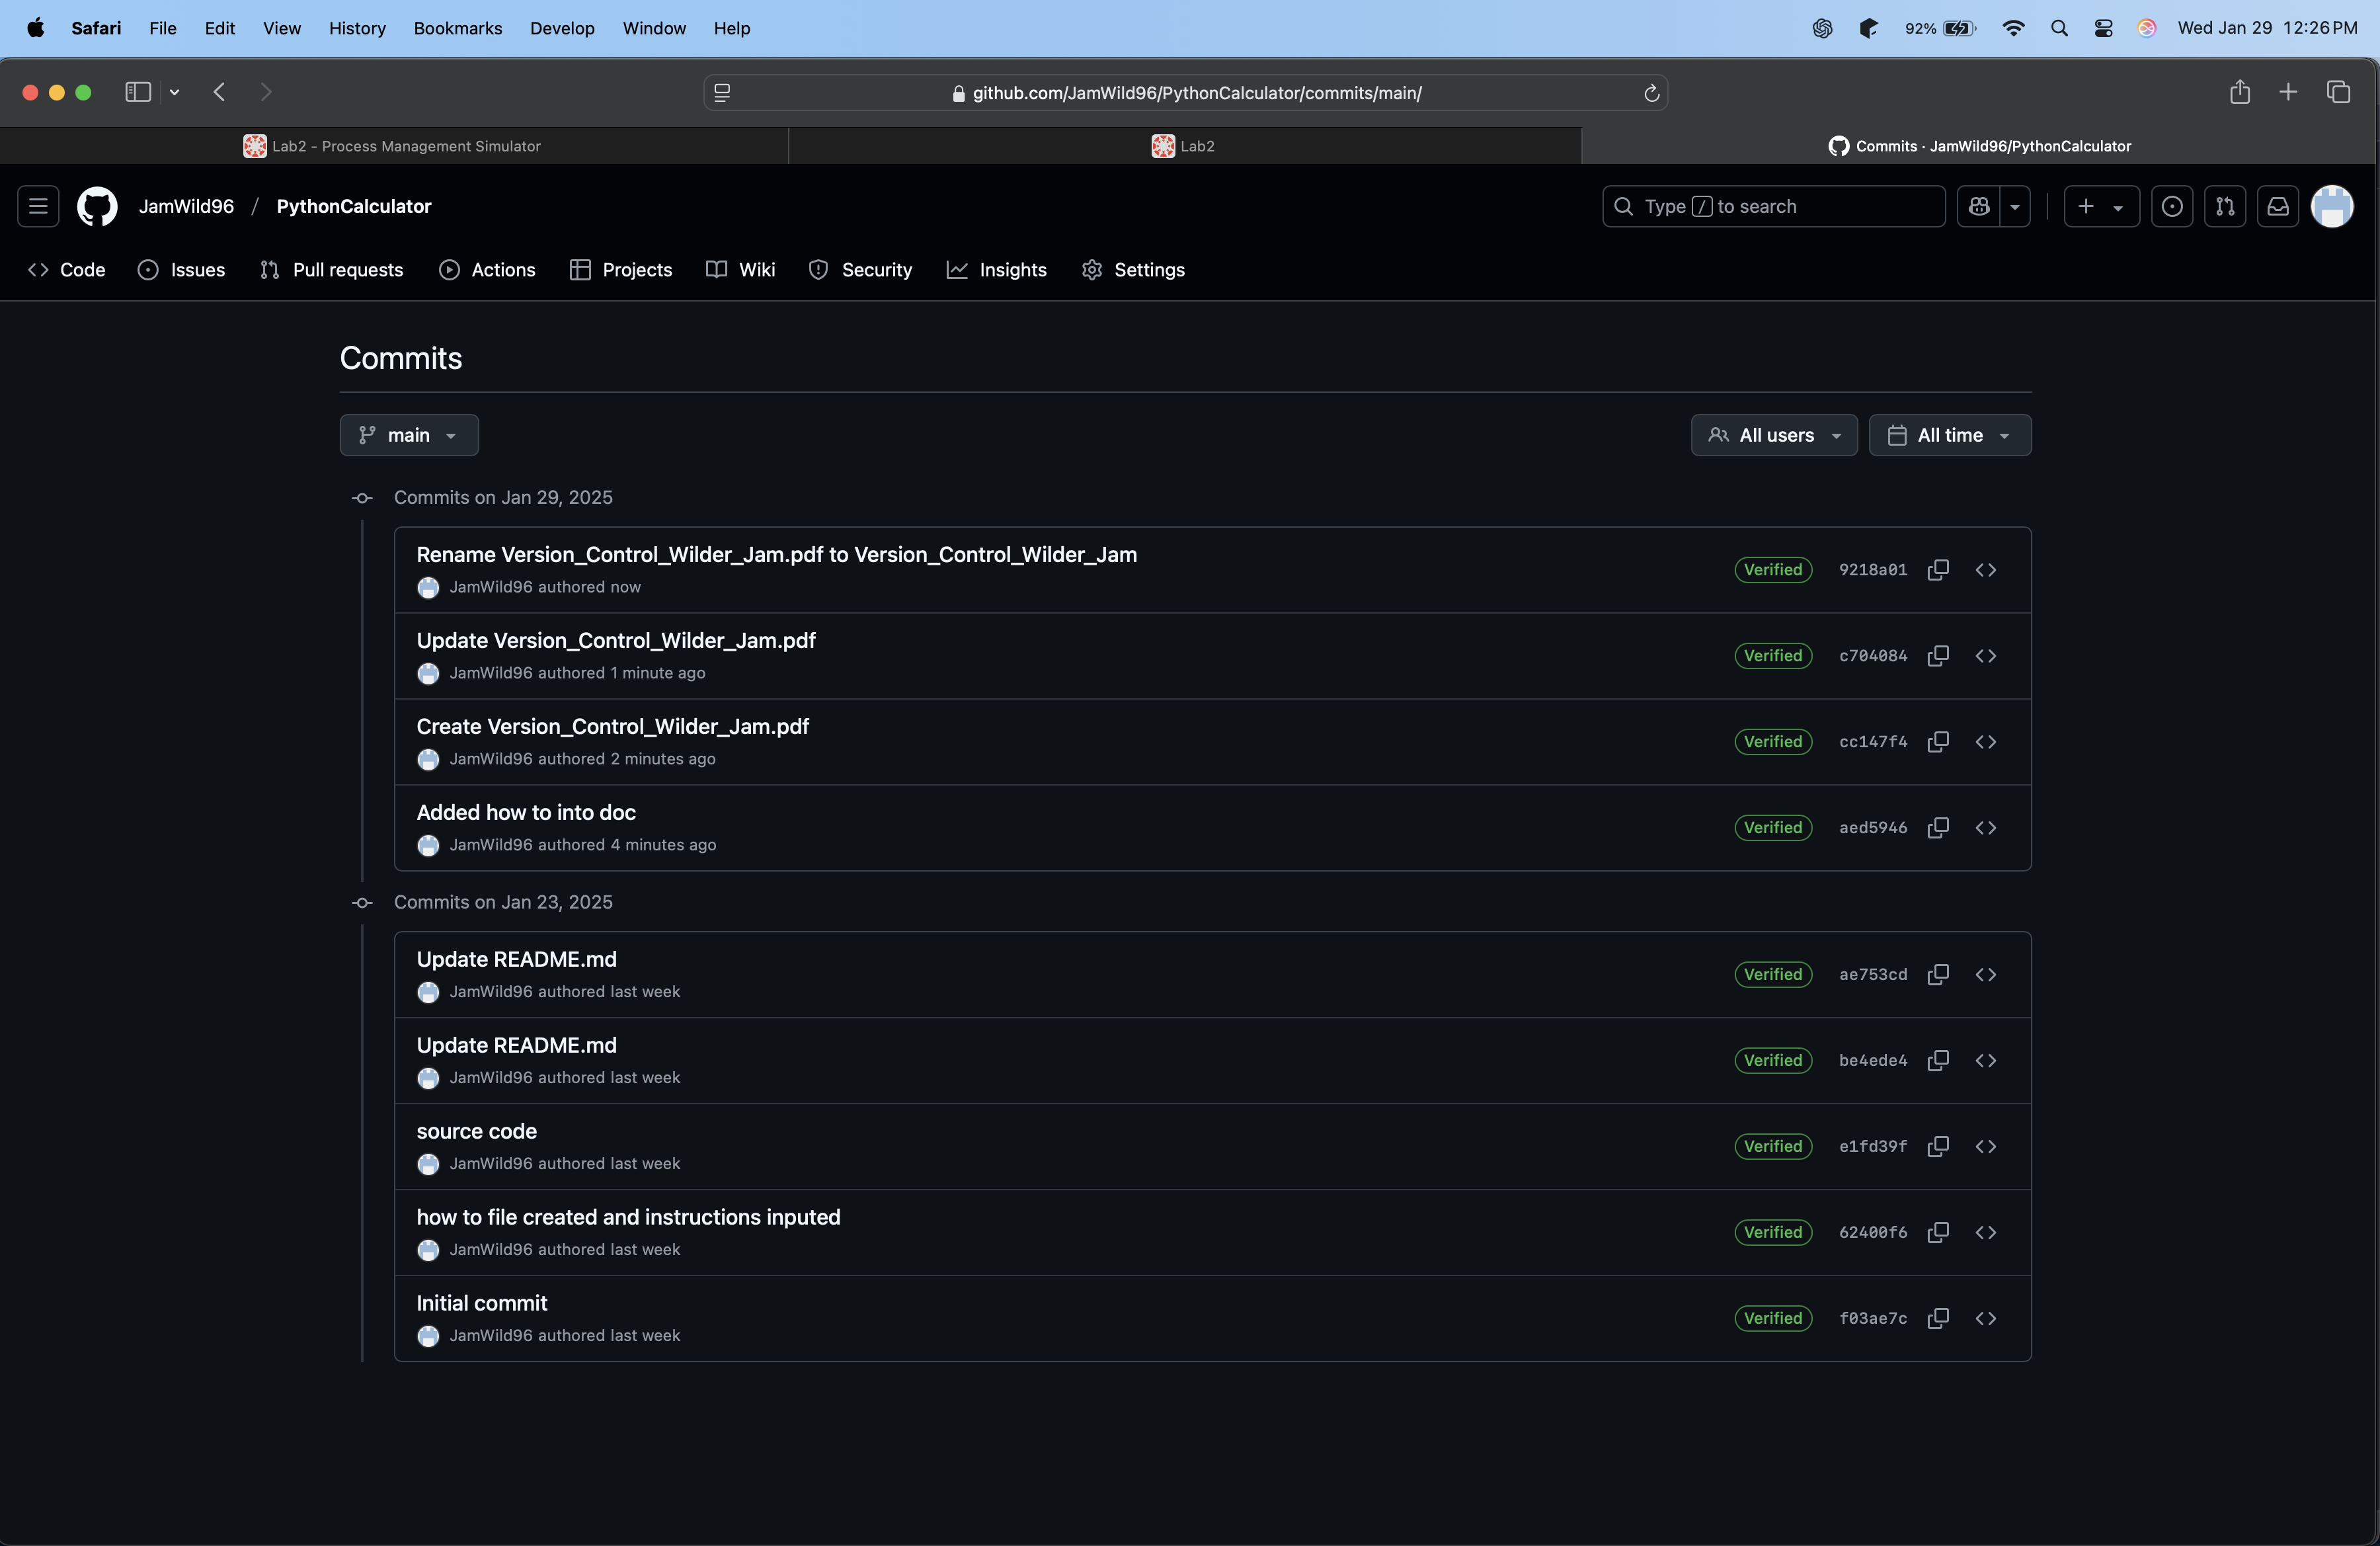 Safari File Edit View History Bookmarks Develop Window Help 92% Wed Jan 29 12:26 PM
github.com/JamWild96/PythonCalculator/commits/main/
Lab2 - Process Management Simulator Lab2 Commits · JamWild96/PythonCalculator
JamWild96 / PythonCalculator Type / to search
Code Issues Pull requests Actions Projects Wiki Security Insights Settings
Commits
main All users All time
Commits on Jan 29, 2025
Rename Version_Control_Wilder_Jam.pdf to Version_Control_Wilder_Jam
JamWild96 authored now
Verified 9218a01
Update Version_Control_Wilder_Jam.pdf
JamWild96 authored 1 minute ago
Verified c704084
Create Version_Control_Wilder_Jam.pdf
JamWild96 authored 2 minutes ago
Verified cc147f4
Added how to into doc
JamWild96 authored 4 minutes ago
Verified aed5946
Commits on Jan 23, 2025
Update README.md
JamWild96 authored last week
Verified ae753cd
Update README.md
JamWild96 authored last week
Verified be4ede4
source code
JamWild96 authored last week
Verified e1fd39f
how to file created and instructions inputed
JamWild96 authored last week
Verified 62400f6
Initial commit
JamWild96 authored last week
Verified f03ae7c